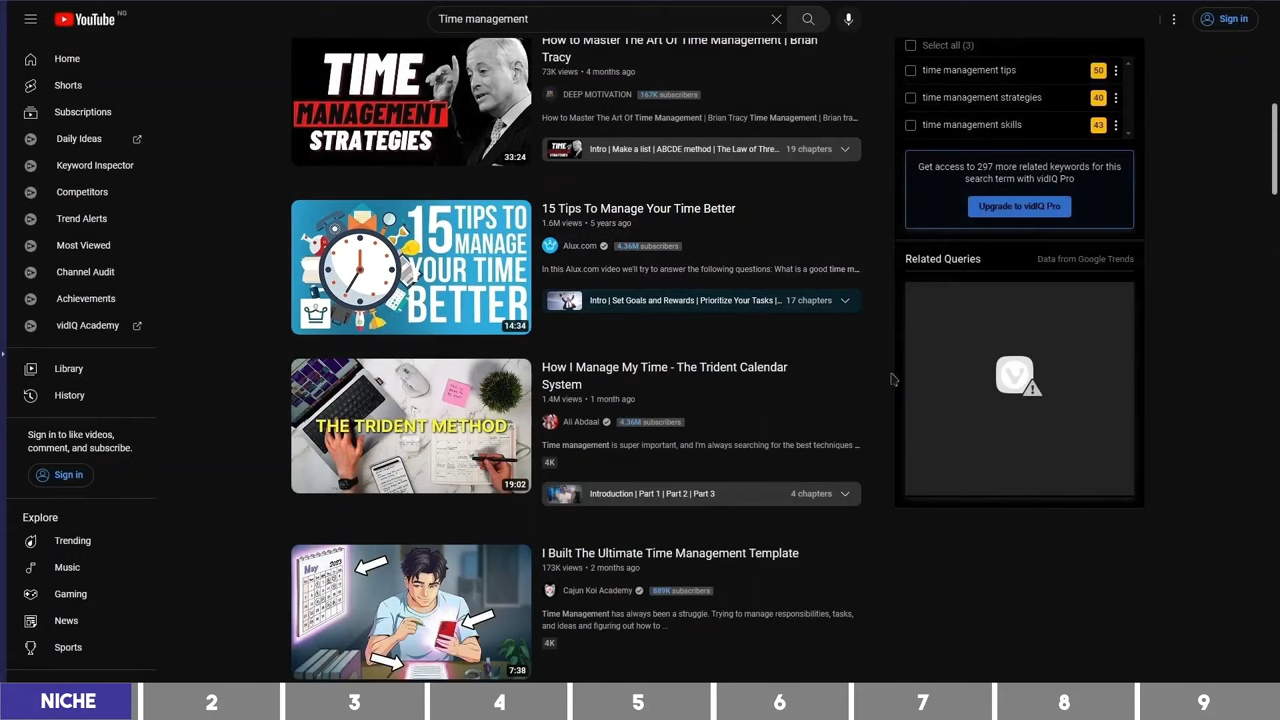 YouTube NG
Time management
Sign in
Home
Shorts
Subscriptions
Daily Ideas
Keyword Inspector
Competitors
Trend Alerts
Most Viewed
Channel Audit
Achievements
vidIQ Academy
Library
History
Sign in to like videos,
comment, and subscribe.
Sign in
Explore
Trending
Music
Gaming
News
Sports
TIME
MANAGEMENT
STRATEGIES
33:24
How to Master The Art Of Time Management | Brian
Tracy
73K views • 4 months ago
DEEP MOTIVATION 167K subscribers
How to Master The Art Of Time Management | Brian Tracy Time Management | Brian tra...
Intro | Make a list | ABCDE method | The Law of Thre... 19 chapters
15 TIPS TO
MANAGE
YOUR TIME
BETTER
14:34
15 Tips To Manage Your Time Better
1.6M views • 5 years ago
Alux.com 4.36M subscribers
In this Alux.com video we'll try to answer the following questions: What is a good time m...
Intro | Set Goals and Rewards | Prioritize Your Tasks |... 17 chapters
THE TRIDENT METHOD
19:02
How I Manage My Time - The Trident Calendar
System
1.4M views • 1 month ago
Ali Abdaal 4.36M subscribers
Time management is super important, and I'm always searching for the best techniques ...
4K
Introduction | Part 1 | Part 2 | Part 3 4 chapters
May 2023
7:38
I Built The Ultimate Time Management Template
173K views • 2 months ago
Cajun Koi Academy 889K subscribers
Time Management has always been a struggle. Trying to manage responsibilities, tasks,
and ideas and figuring out how to ...
4K
Select all (3)
time management tips 50
time management strategies 40
time management skills 43
Get access to 297 more related keywords for this
search term with vidIQ Pro
Upgrade to vidIQ Pro
Related Queries Data from Google Trends
NICHE 2 3 4 5 6 7 8 9